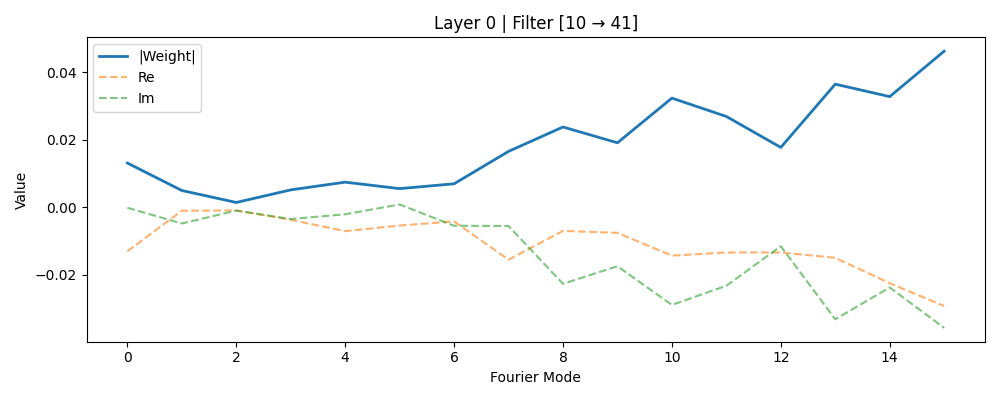 Layer 0 | Filter [10 → 41]
|Weight|
Re
Im
Value
0.04
0.02
0.00
−0.02
0 2 4 6 8 10 12 14
Fourier Mode